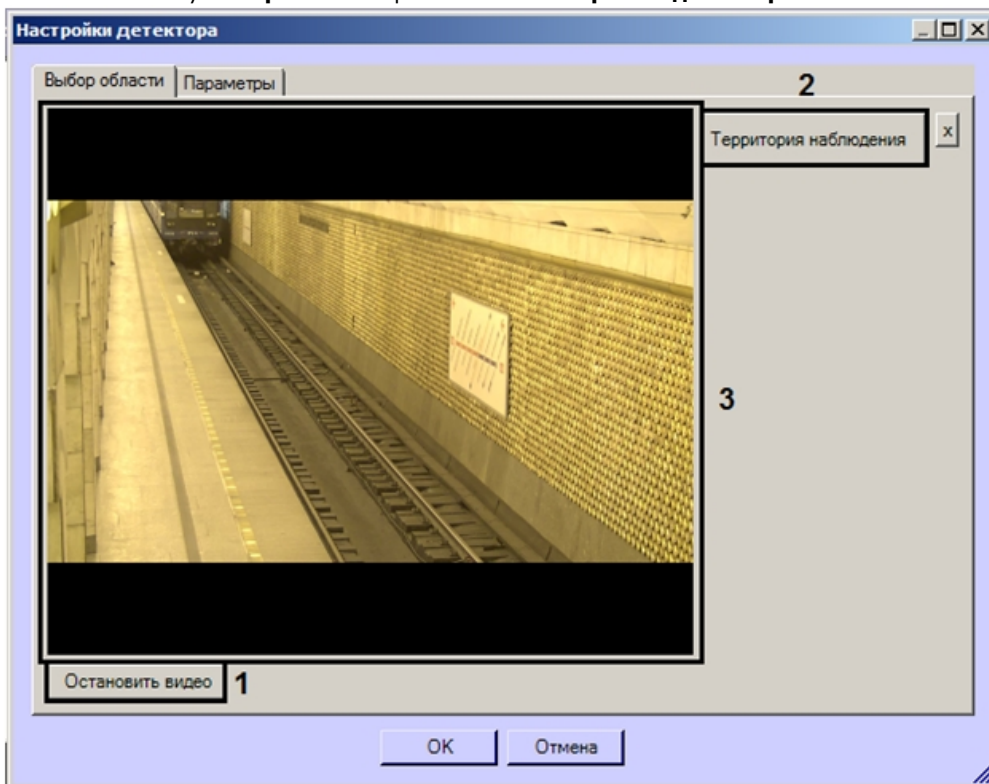 Настройки детектора
Выбор области Параметры
2
Территория наблюдения x
3
Остановить видео 1
OK Отмена